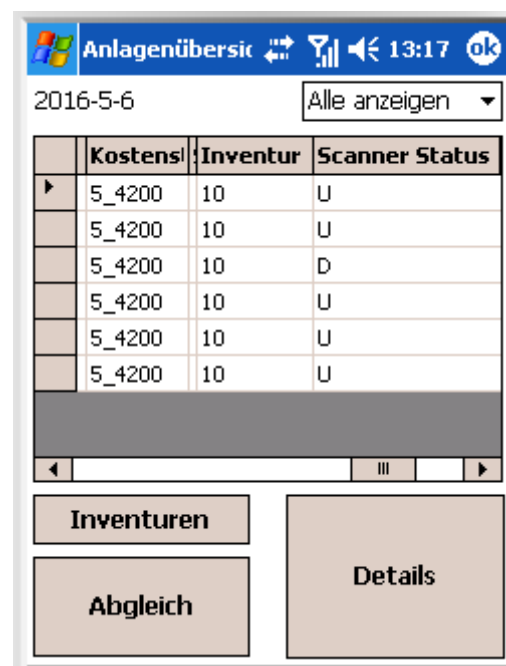 Anlagenübersic 13:17 ok
2016-5-6 Alle anzeigen
Kostensl Inventur Scanner Status
5_4200 10 U
5_4200 10 U
5_4200 10 D
5_4200 10 U
5_4200 10 U
5_4200 10 U
Inventuren
Details
Abgleich